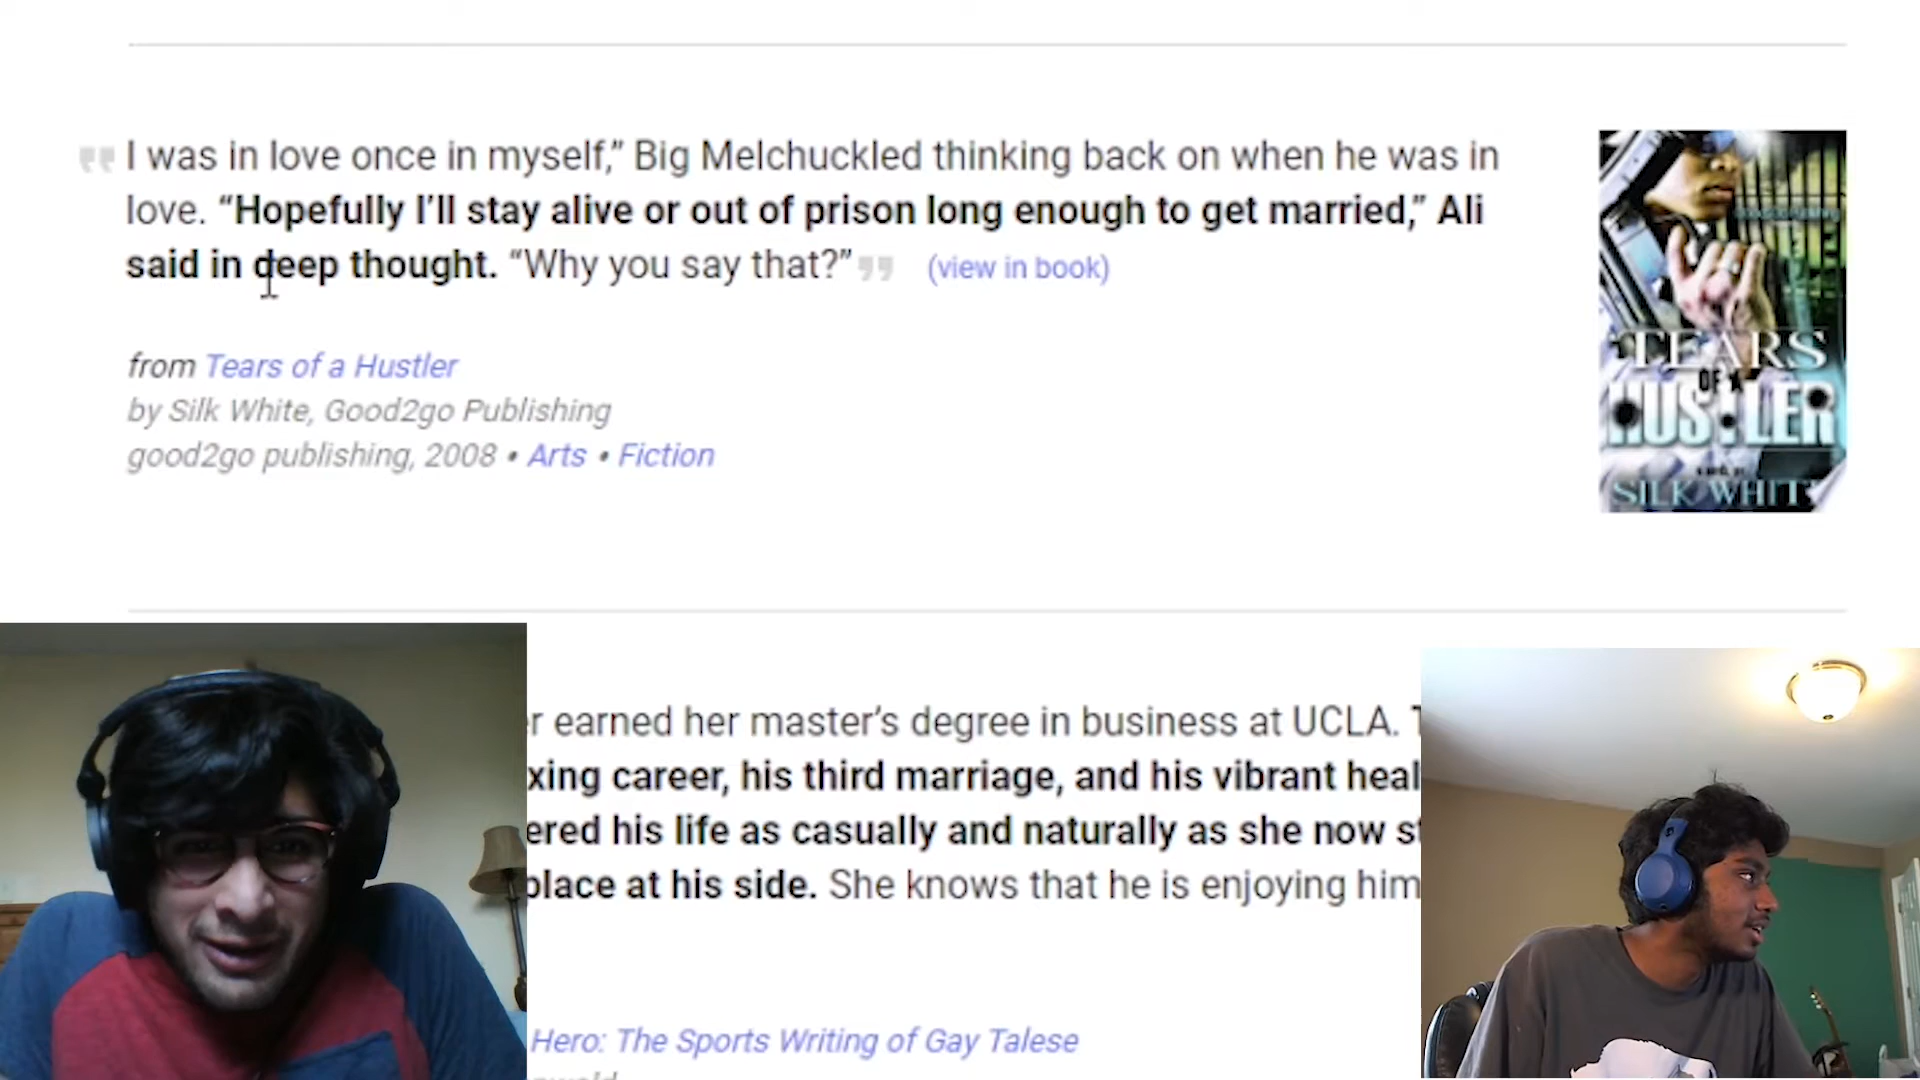 I was in love once in myself,” Big Melchuckled thinking back on when he was in
love. “Hopefully I’ll stay alive or out of prison long enough to get married,” Ali
said in deep thought. “Why you say that?” (view in book)
from Tears of a Hustler
by Silk White, Good2go Publishing
good2go publishing, 2008 • Arts • Fiction
TEARS
OF A
HUSTLER
SILK WHITE
r earned her master’s degree in business at UCLA. T
xing career, his third marriage, and his vibrant heal
ered his life as casually and naturally as she now st
place at his side. She knows that he is enjoying him
Hero: The Sports Writing of Gay Talese